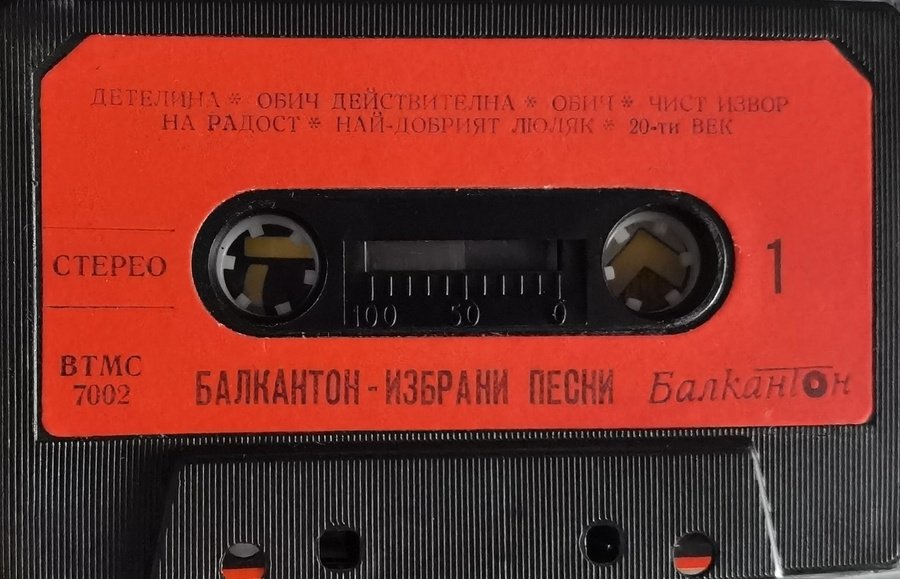 ДЕТЕЛИНА * ОБИЧ ДЕЙСТВИТЕЛНА * ОБИЧ * ЧИСТ ИЗВОР
НА РАДОСТ * НАЙ-ДОБРИЯТ ЛЮЛЯК * 20-ти ВЕК
СТЕРЕО
1
100 50 0
ВТМС
7002
БАЛКАНТОН - ИЗБРАНИ ПЕСНИ
Балкантон